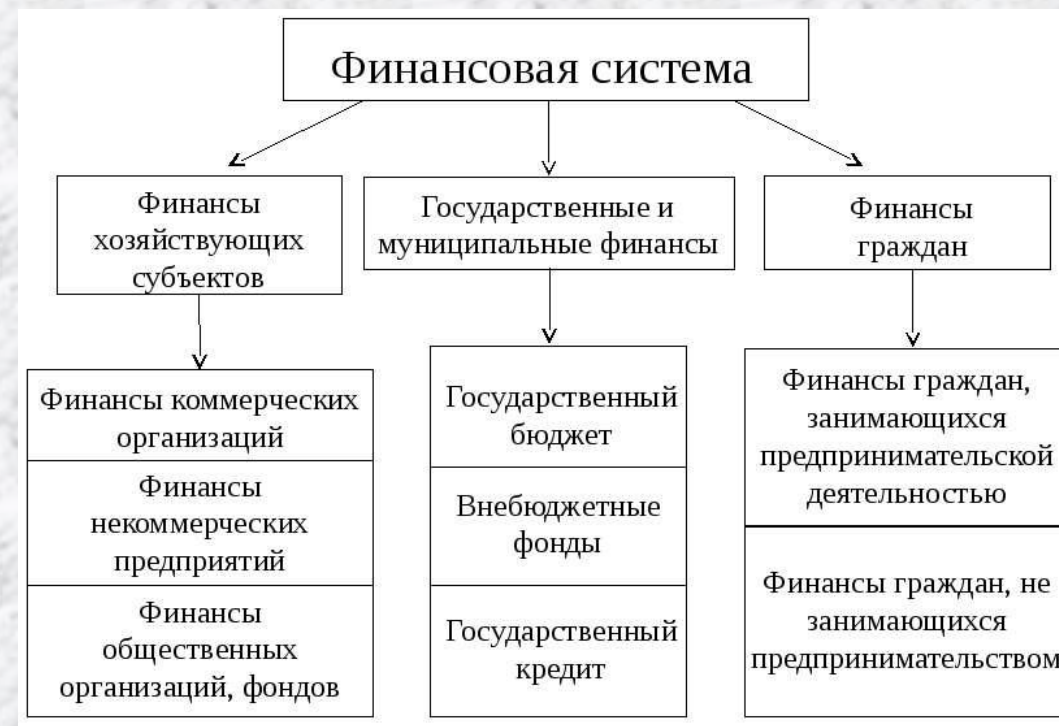 Финансовая система
Финансы
хозяйствующих
субъектов
Государственные и
муниципальные финансы
Финансы
граждан
Финансы коммерческих
организаций
Финансы
некоммерческих
предприятий
Финансы
общественных
организаций, фондов
Государственный
бюджет
Внебюджетные
фонды
Государственный
кредит
Финансы граждан,
занимающихся
предпринимательской
деятельностью
Финансы граждан, не
занимающихся
предпринимательством